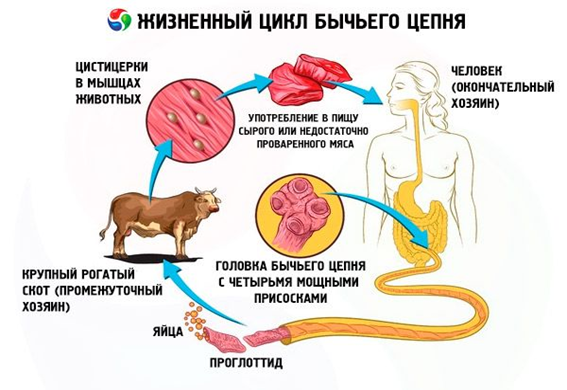 ЖИЗНЕННЫЙ ЦИКЛ БЫЧЬЕГО ЦЕПНЯ
ЦИСТИЦЕРКИ
В МЫШЦАХ
ЖИВОТНЫХ
УПОТРЕБЛЕНИЕ В ПИЩУ
СЫРОГО ИЛИ НЕДОСТАТОЧНО
ПРОВАРЕННОГО МЯСА
ЧЕЛОВЕК
(ОКОНЧАТЕЛЬНЫЙ
ХОЗЯИН)
ГОЛОВКА БЫЧЬЕГО ЦЕПНЯ
С ЧЕТЫРЬМЯ МОЩНЫМИ
ПРИСОСКАМИ
КРУПНЫЙ РОГАТЫЙ
СКОТ (ПРОМЕЖУТОЧНЫЙ
ХОЗЯИН)
ЯЙЦА
ПРОГЛОТТИД